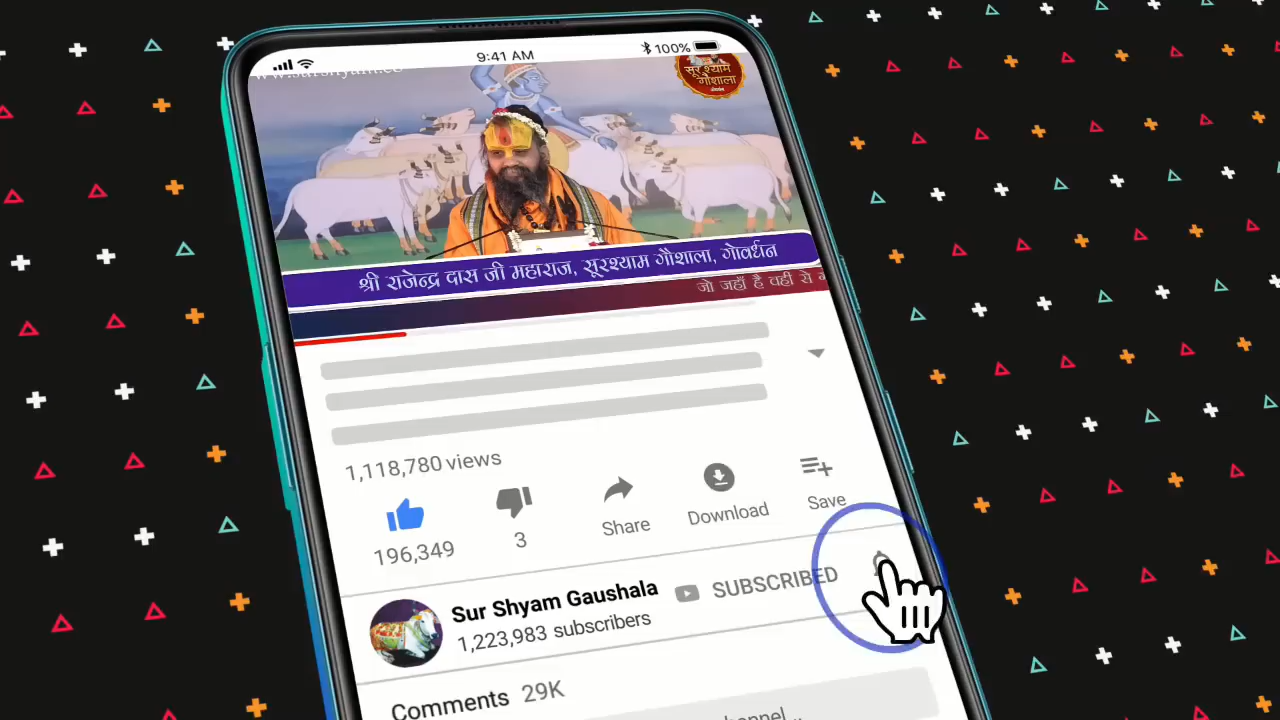 9:41 AM
100%
सूर श्याम
गौशाला
श्री राजेन्द्र दास जी महाराज, सूरश्याम गौशाला, गोवर्धन
जो जहाँ है वहीं से
1,118,780 views
196,349
3
Share
Download
Save
Sur Shyam Gaushala
SUBSCRIBED
1,223,983 subscribers
Comments 29K